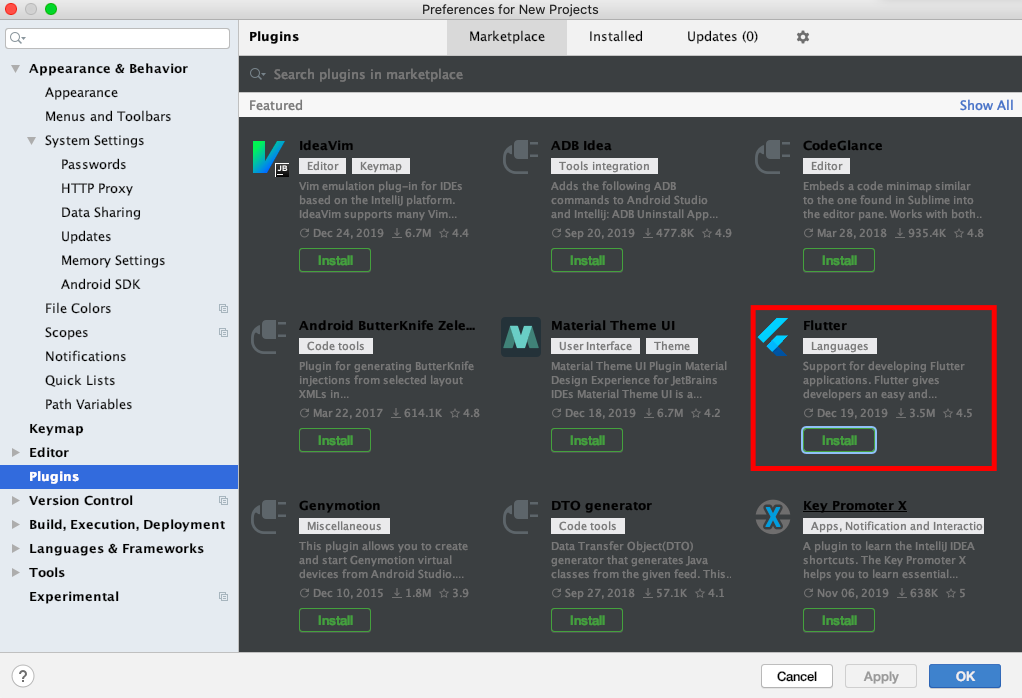 Preferences for New Projects
Appearance & Behavior
Appearance
Menus and Toolbars
System Settings
Passwords
HTTP Proxy
Data Sharing
Updates
Memory Settings
Android SDK
File Colors
Scopes
Notifications
Quick Lists
Path Variables
Keymap
Editor
Plugins
Version Control
Build, Execution, Deployment
Languages & Frameworks
Tools
Experimental
Plugins
Marketplace
Installed
Updates (0)
Search plugins in marketplace
Featured
Show All
IdeaVim
Editor Keymap
Vim emulation plug-in for IDEs
based on the IntelliJ platform.
IdeaVim supports many Vim...
Dec 24, 2019 6.7M 4.4
Install
JB
ADB Idea
Tools integration
Adds the following ADB
commands to Android Studio
and Intellij: ADB Uninstall App...
Sep 20, 2019 477.8K 4.9
Install
CodeGlance
Editor
Embeds a code minimap similar
to the one found in Sublime into
the editor pane. Works with both..
Mar 28, 2018 935.4K 4.8
Install
Android ButterKnife Zele...
Code tools
Plugin for generating ButterKnife
injections from selected layout
XMLs in...
Mar 22, 2017 614.1K 4.8
Install
Material Theme UI
User Interface Theme
Material Theme UI Plugin Material
Design Experience for JetBrains
IDEs Material Theme UI is a...
Dec 18, 2019 6.7M 4.2
Install
Flutter
Languages
Support for developing Flutter
applications. Flutter gives
developers an easy and...
Dec 19, 2019 3.5M 4.5
Install
Genymotion
Miscellaneous
This plugin allows you to create
and start Genymotion virtual
devices from Android Studio....
Dec 10, 2015 1.8M 3.9
Install
DTO generator
Code tools
Data Transfer Object(DTO)
generator that generates Java
classes from the given feed. This..
Sep 27, 2018 57.1K 4.1
Install
Key Promoter X
Apps, Notification and Interactio
A plugin to learn the IntelliJ IDEA
shortcuts. The Key Promoter X
helps you to learn essential...
Nov 06, 2019 638K 5
Install
?
Cancel
Apply
OK